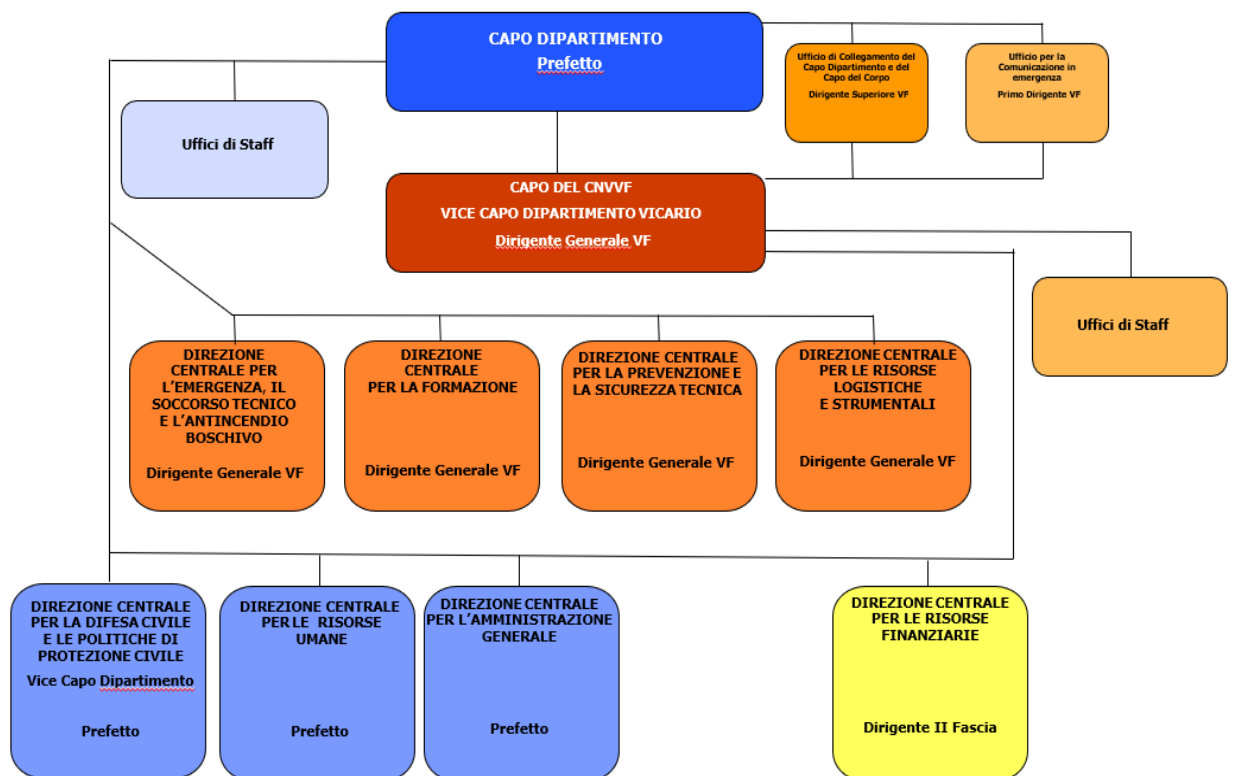 CAPO DIPARTIMENTO
Prefetto
Ufficio di Collegamento del
Capo Dipartimento e del
Capo del Corpo
Dirigente Superiore VF
Ufficio per la
Comunicazione in
emergenza
Primo Dirigente VF
Uffici di Staff
CAPO DEL CNVVF
VICE CAPO DIPARTIMENTO VICARIO
Dirigente Generale VF
Uffici di Staff
DIREZIONE
CENTRALE PER
L'EMERGENZA, IL
SOCCORSO TECNICO
E L'ANTINCENDIO
BOSCHIVO
Dirigente Generale VF
DIREZIONE
CENTRALE
PER LA FORMAZIONE
Dirigente Generale VF
DIREZIONE CENTRALE
PER LA PREVENZIONE E
LA SICUREZZA TECNICA
Dirigente Generale VF
DIREZIONE CENTRALE
PER LE RISORSE
LOGISTICHE
E STRUMENTALI
Dirigente Generale VF
DIREZIONE CENTRALE
PER LA DIFESA CIVILE
E LE POLITICHE DI
PROTEZIONE CIVILE
Vice Capo Dipartimento
Prefetto
DIREZIONE CENTRALE
PER LE RISORSE
UMANE
Prefetto
DIREZIONE CENTRALE
PER L'AMMINISTRAZIONE
GENERALE
Prefetto
DIREZIONE CENTRALE
PER LE RISORSE
FINANZIARIE
Dirigente II Fascia